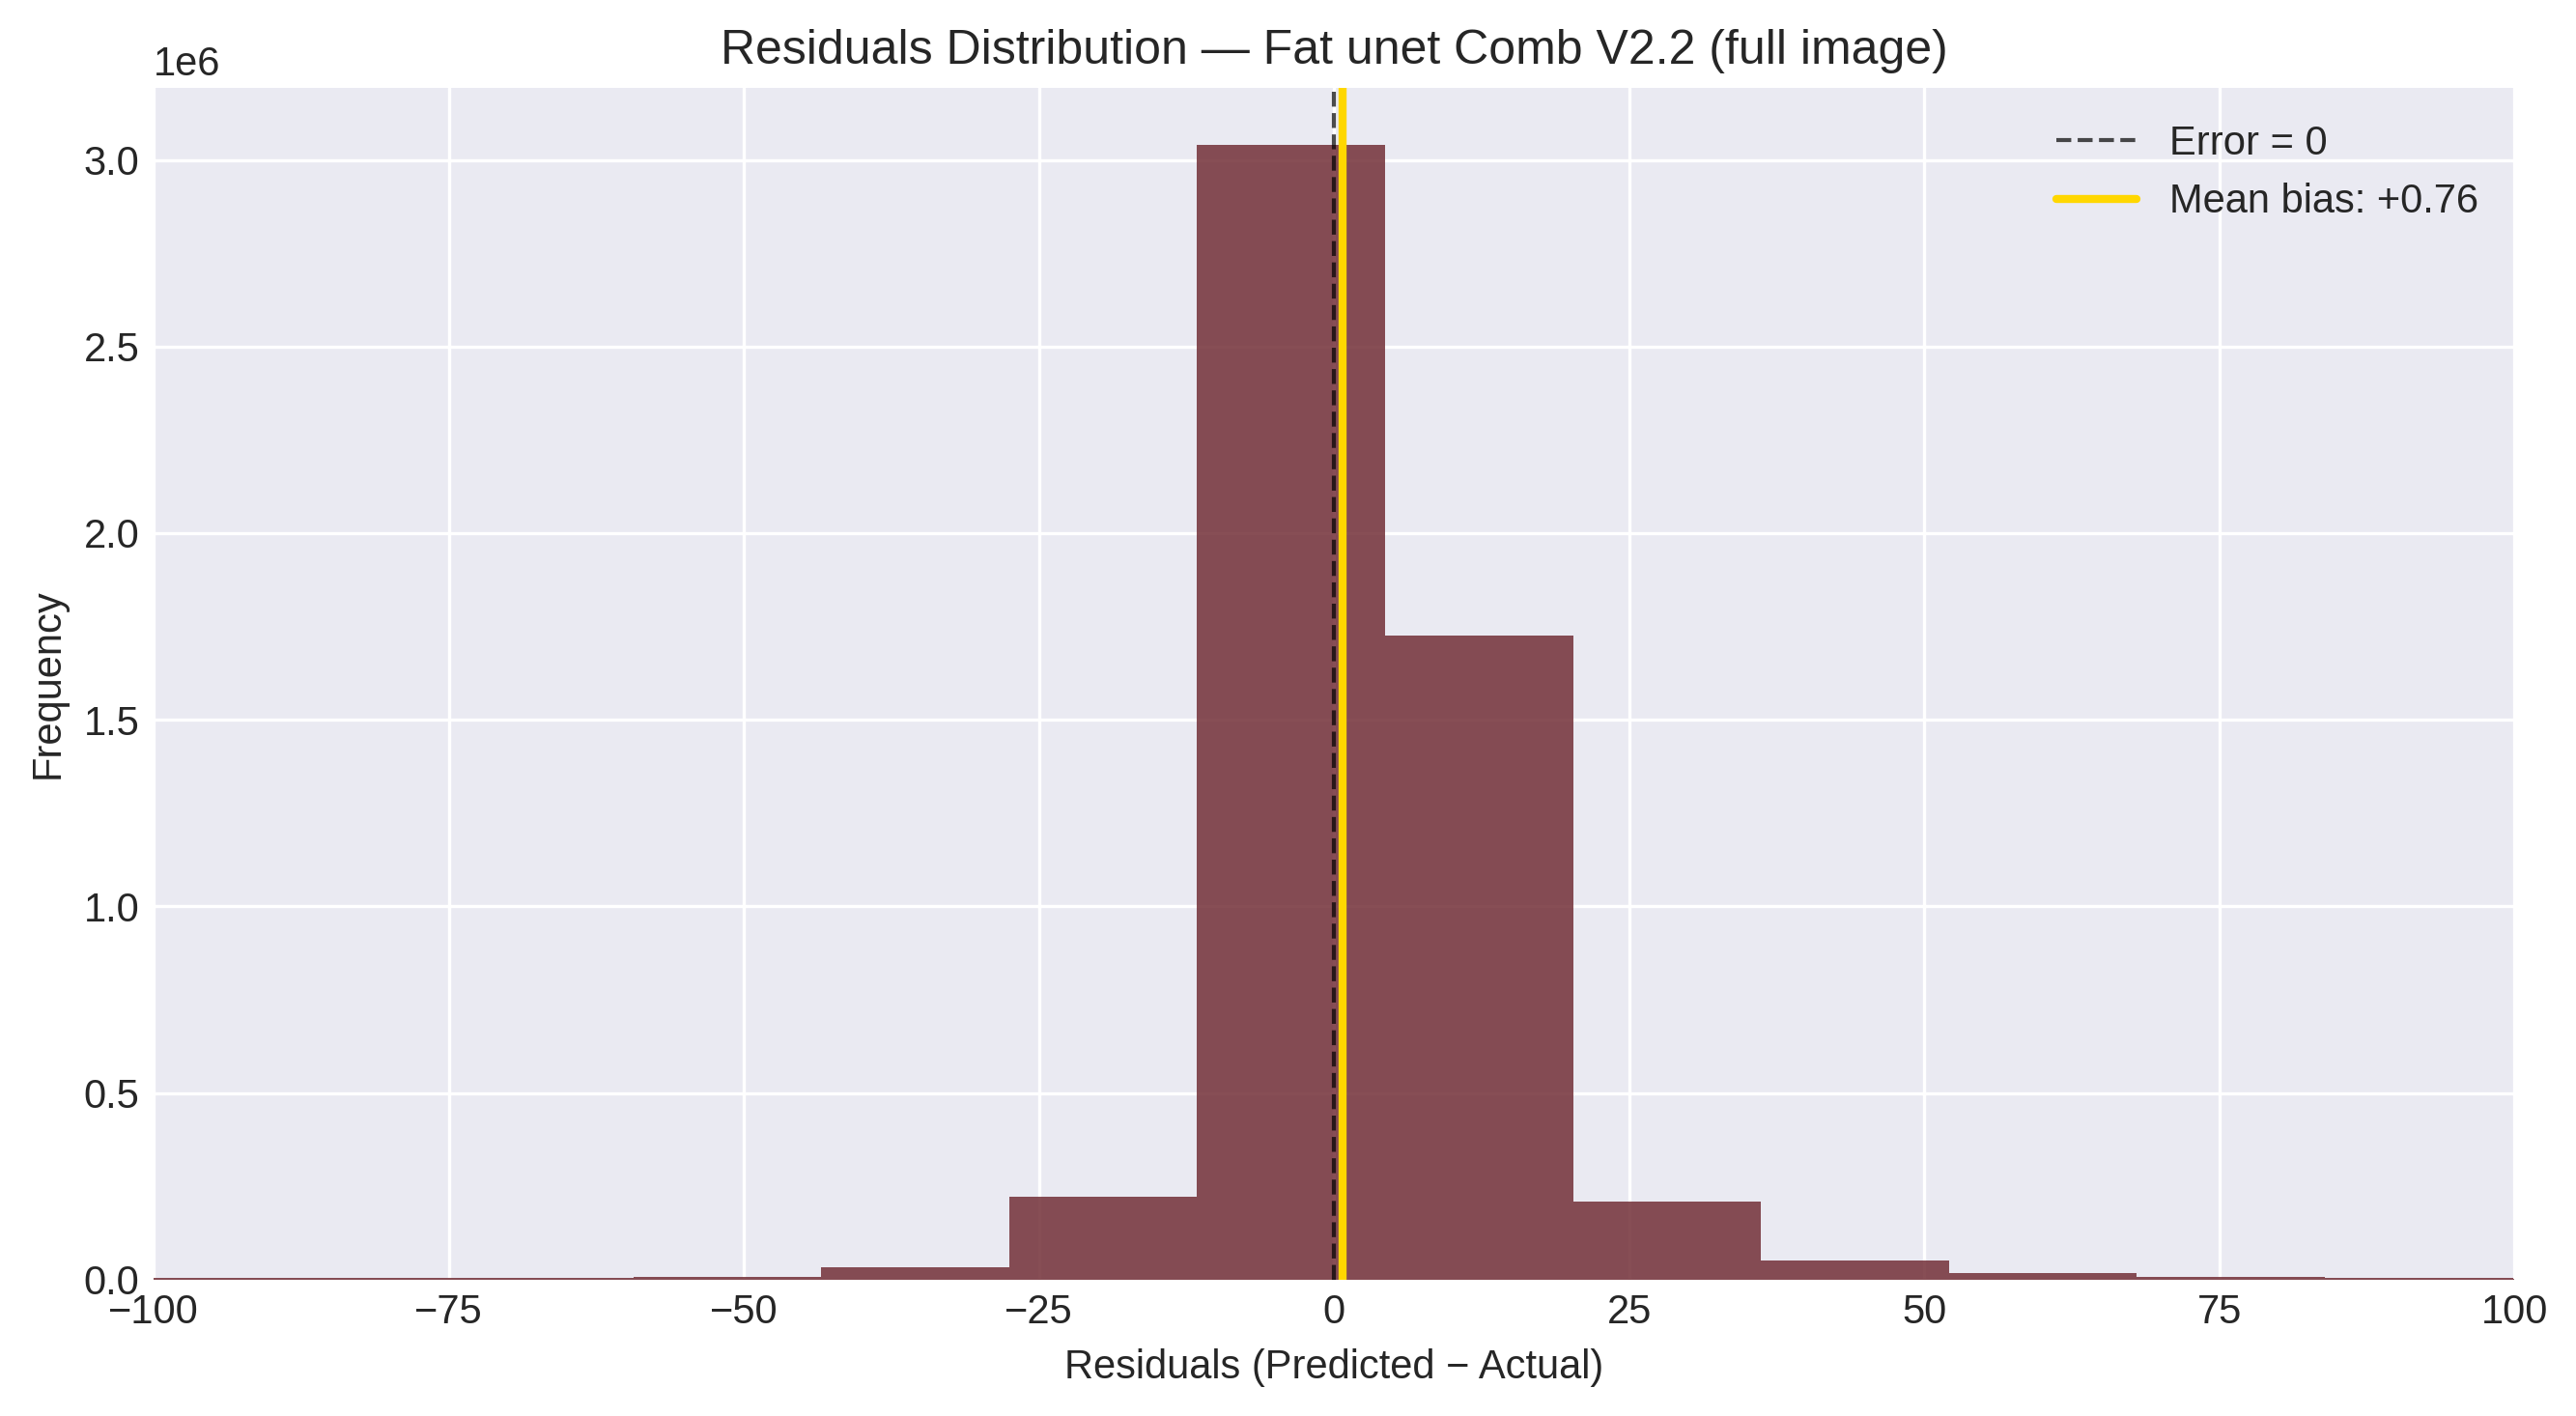 Residuals Distribution — Fat unet Comb V2.2 (full image)
1e6
Error = 0
Mean bias: +0.76
3.0
2.5
2.0
1.5
1.0
0.5
0.0
Frequency
−100 −75 −50 −25 0 25 50 75 100
Residuals (Predicted − Actual)